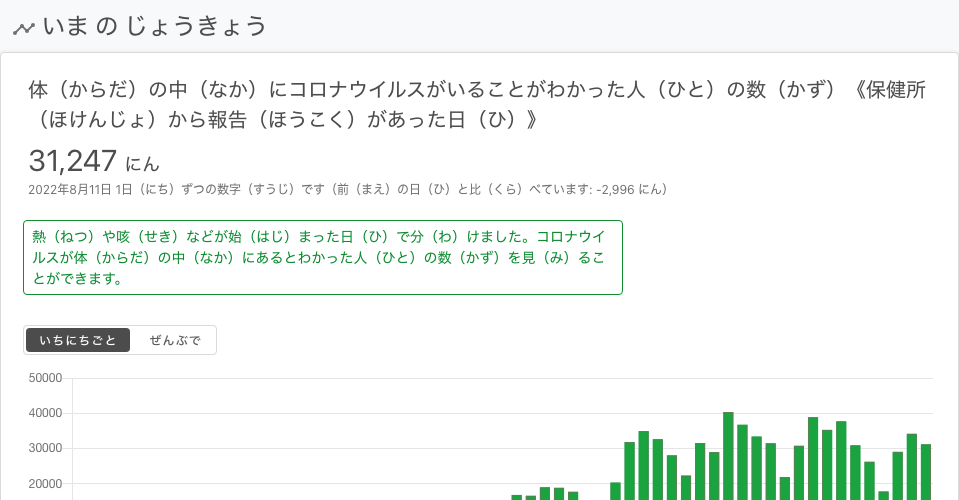 いま の じょうきょう
体（からだ）の中（なか）にコロナウイルスがいることがわかった人（ひと）の数（かず）《保健所
（ほけんじょ）から報告（ほうこく）があった日（ひ）》
31,247 にん
2022年8月11日 1日（にち）ずつの数字（すうじ）です（前（まえ）の日（ひ）と比（くら）べています: -2,996 にん）
熱（ねつ）や咳（せき）などが始（はじ）まった日（ひ）で分（わ）けました。コロナウイ
ルスが体（からだ）の中（なか）にあるとわかった人（ひと）の数（かず）を見（み）るこ
とができます。
いちにちごと ぜんぶで
50000
40000
30000
20000